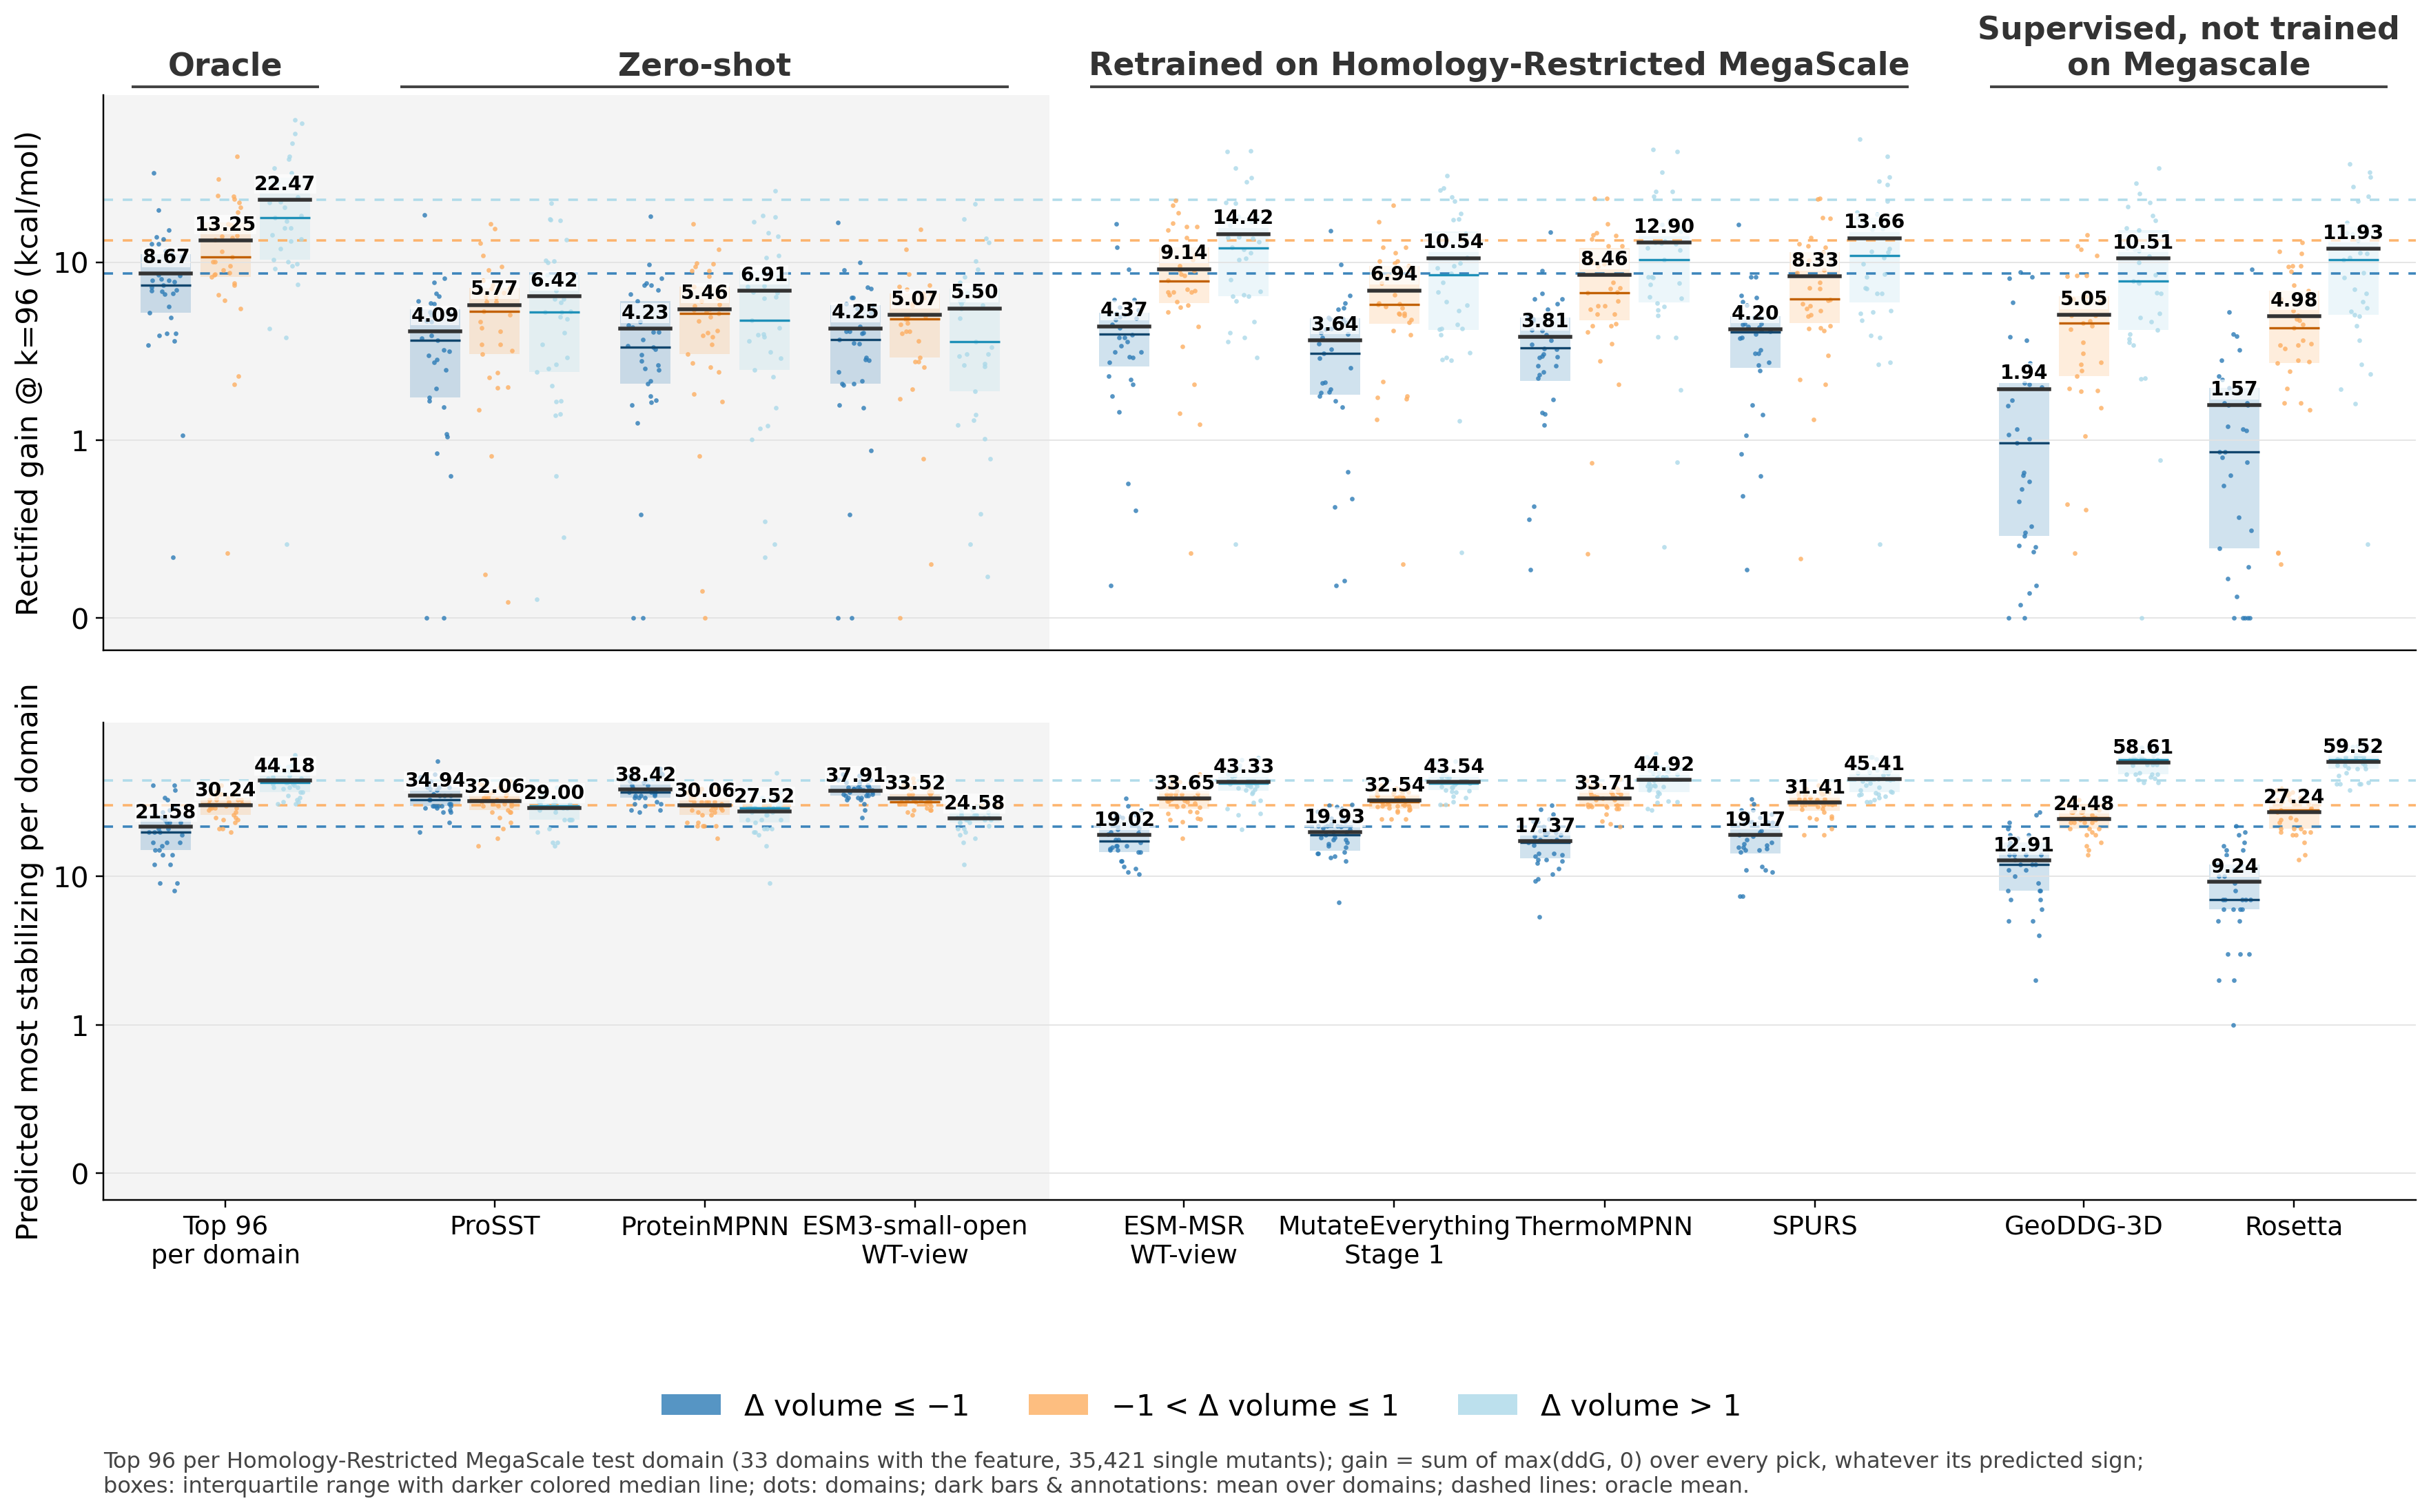 Supervised, not trained
Oracle Zero-shot Retrained on Homology-Restricted MegaScale on Megascale
Rectified gain @ k=96 (kcal/mol)
10
1
0
8.67 13.25 22.47
4.09 5.77 6.42
4.23 5.46 6.91
4.25 5.07 5.50
4.37 9.14 14.42
3.64 6.94 10.54
3.81 8.46 12.90
4.20 8.33 13.66
1.94 5.05 10.51
1.57 4.98 11.93
Predicted most stabilizing per domain
10
1
0
21.58 30.24 44.18
34.94 32.06 29.00
38.42 30.06 27.52
37.91 33.52 24.58
19.02 33.65 43.33
19.93 32.54 43.54
17.37 33.71 44.92
19.17 31.41 45.41
12.91 24.48 58.61
9.24 27.24 59.52
Top 96
per domain
ProSST
ProteinMPNN
ESM3-small-open
WT-view
ESM-MSR
WT-view
MutateEverything
Stage 1
ThermoMPNN
SPURS
GeoDDG-3D
Rosetta
Δ volume ≤ −1
−1 < Δ volume ≤ 1
Δ volume > 1
Top 96 per Homology-Restricted MegaScale test domain (33 domains with the feature, 35,421 single mutants); gain = sum of max(ddG, 0) over every pick, whatever its predicted sign;
boxes: interquartile range with darker colored median line; dots: domains; dark bars & annotations: mean over domains; dashed lines: oracle mean.